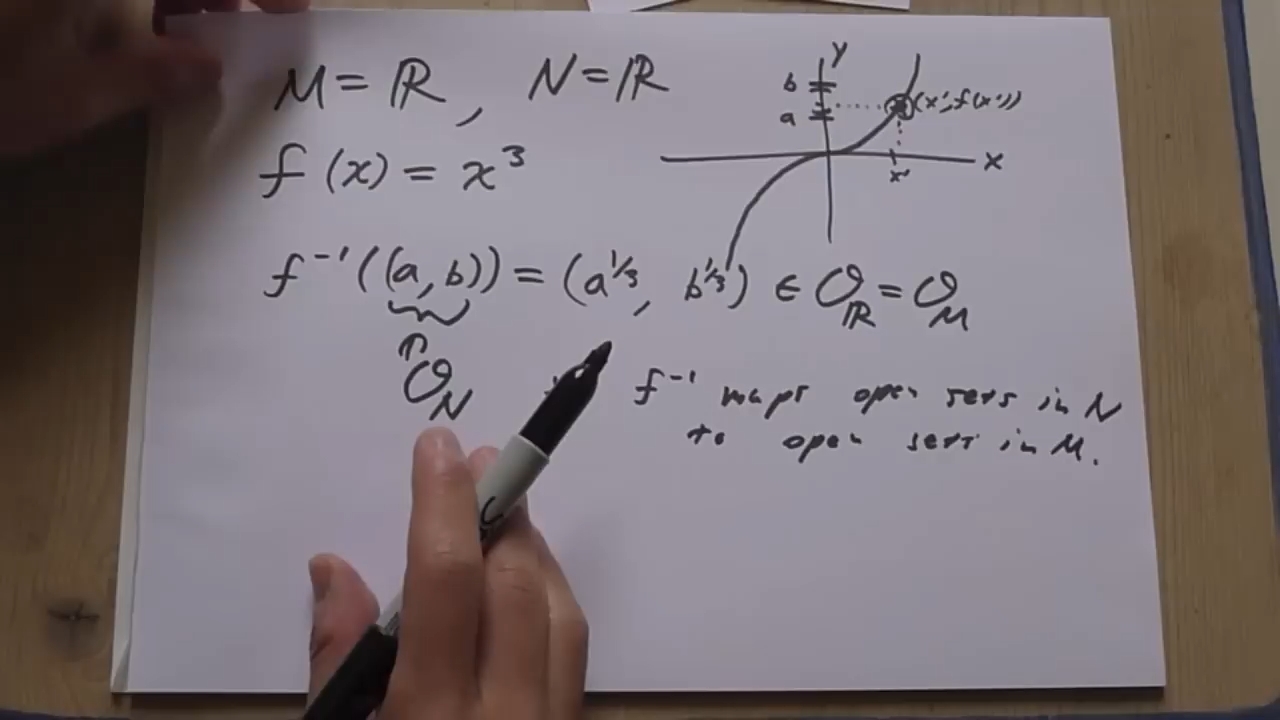 M = ℝ, N = ℝ
f(x) = x³
f⁻¹((a, b)) = (a^1/3, b^1/3) ∈ O_ℝ = O_M
↑
O_N
f⁻¹ maps open sets in N
to open sets in M.
y
b
a
(x', f(x'))
x
x'